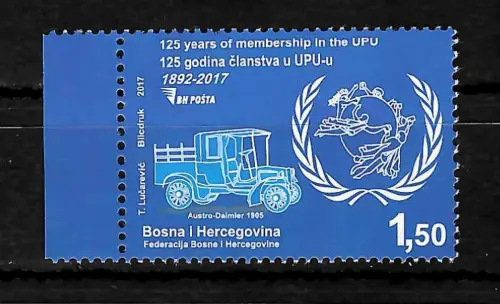 125 years of membership in the UPU
125 godina članstva u UPU-u
1892-2017
BH POŠTA
T. Lučarević Blicdruk 2017
Austro-Daimler 1905
Bosna i Hercegovina
Federacija Bosne i Hercegovine
1,50